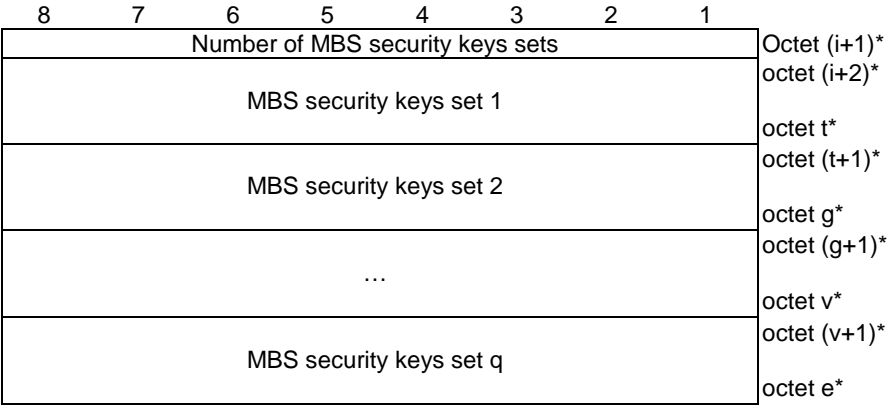 8 7 6 5 4 3 2 1
Number of MBS security keys sets Octet (i+1)*
octet (i+2)*
MBS security keys set 1
octet t*
octet (t+1)*
MBS security keys set 2
octet g*
octet (g+1)*
…
octet v*
octet (v+1)*
MBS security keys set q
octet e*